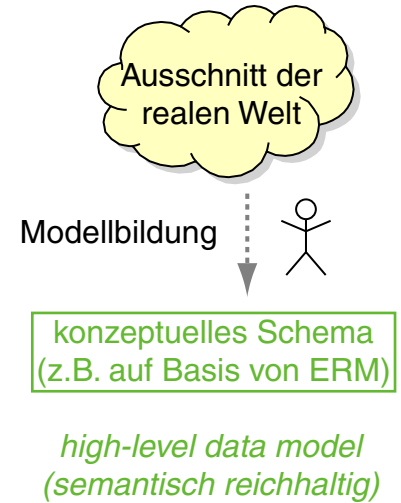 Ausschnitt der
realen Welt
Modellbildung
konzeptuelles Schema
(z.B. auf Basis von ERM)
high-level data model
(semantisch reichhaltig)